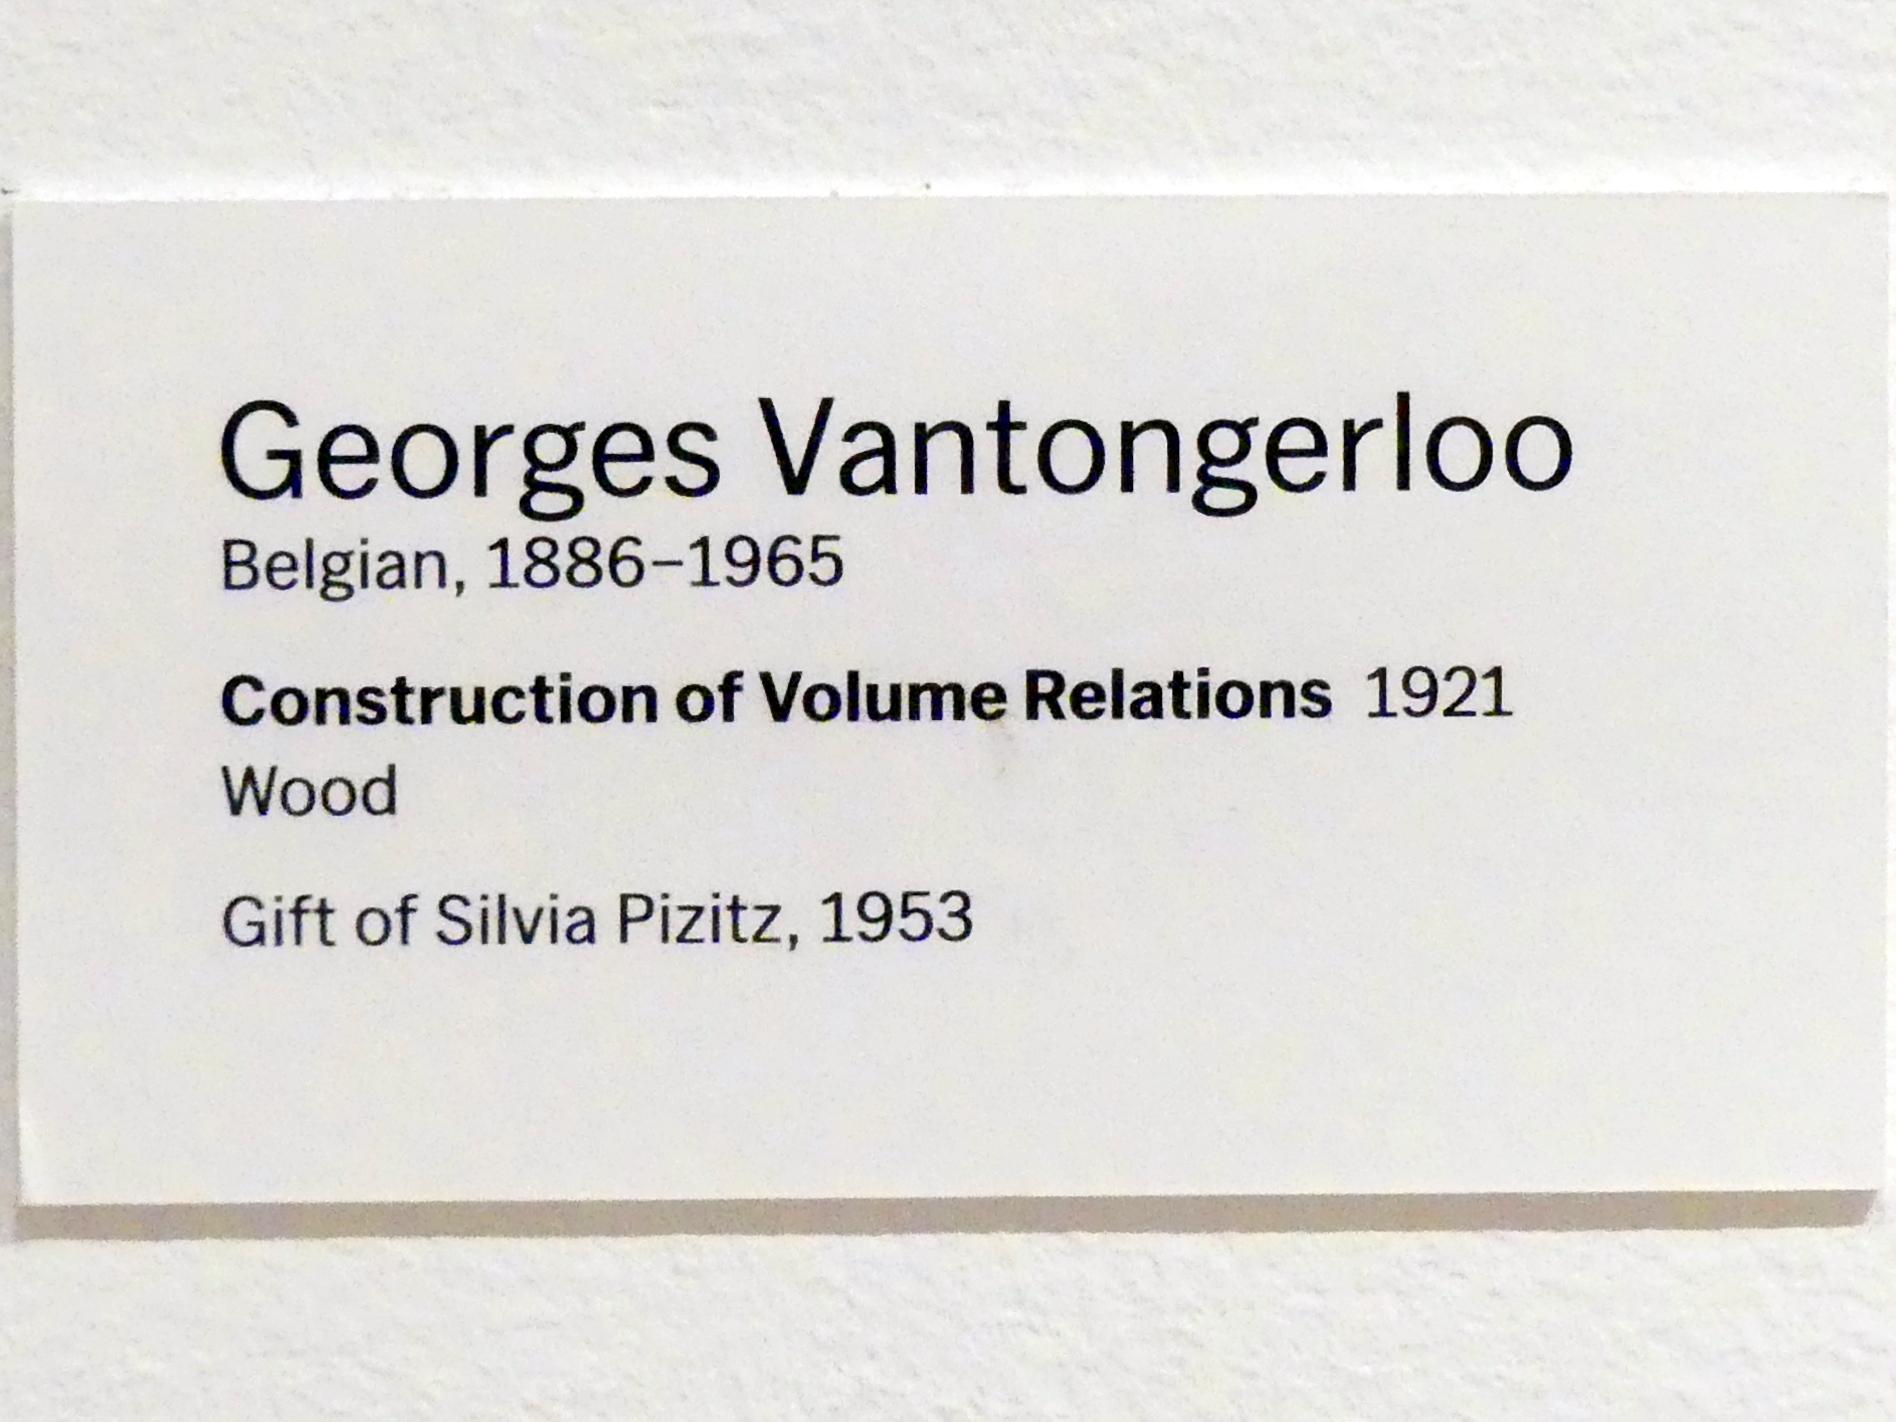 Georges Vantongerloo
Belgian, 1886–1965
Construction of Volume Relations 1921
Wood
Gift of Silvia Pizitz, 1953